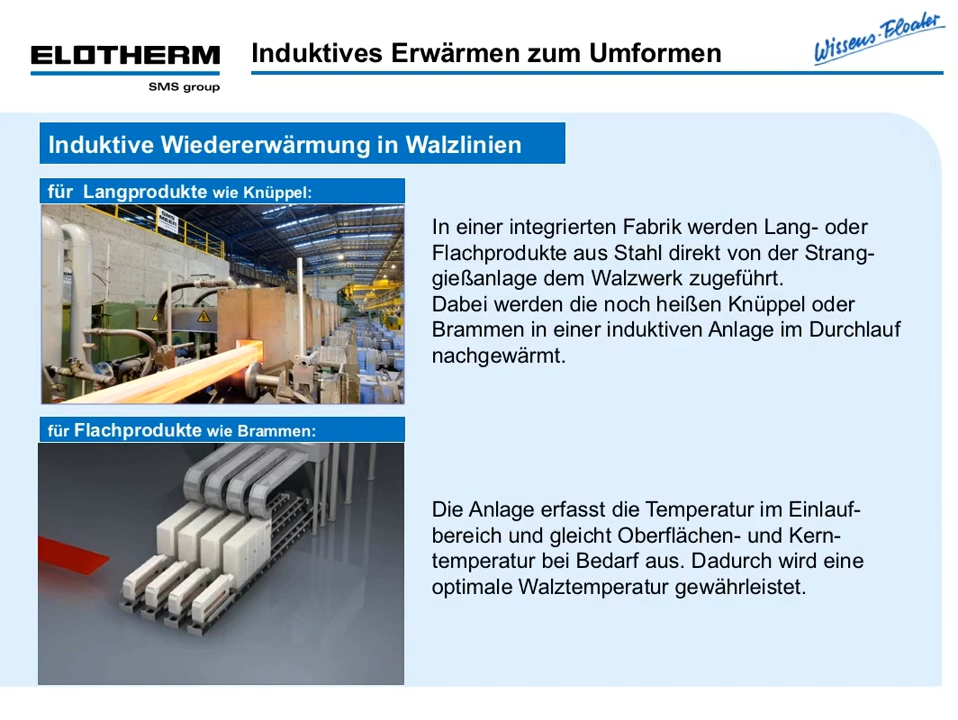 ELOTHERM
SMS group
Induktives Erwärmen zum Umformen
Wissens-Floater
Induktive Wiedererwärmung in Walzlinien
für Langprodukte wie Knüppel:
SMS
MEER
In einer integrierten Fabrik werden Lang- oder
Flachprodukte aus Stahl direkt von der Strang-
gießanlage dem Walzwerk zugeführt.
Dabei werden die noch heißen Knüppel oder
Brammen in einer induktiven Anlage im Durchlauf
nachgewärmt.
für Flachprodukte wie Brammen:
Die Anlage erfasst die Temperatur im Einlauf-
bereich und gleicht Oberflächen- und Kern-
temperatur bei Bedarf aus. Dadurch wird eine
optimale Walztemperatur gewährleistet.